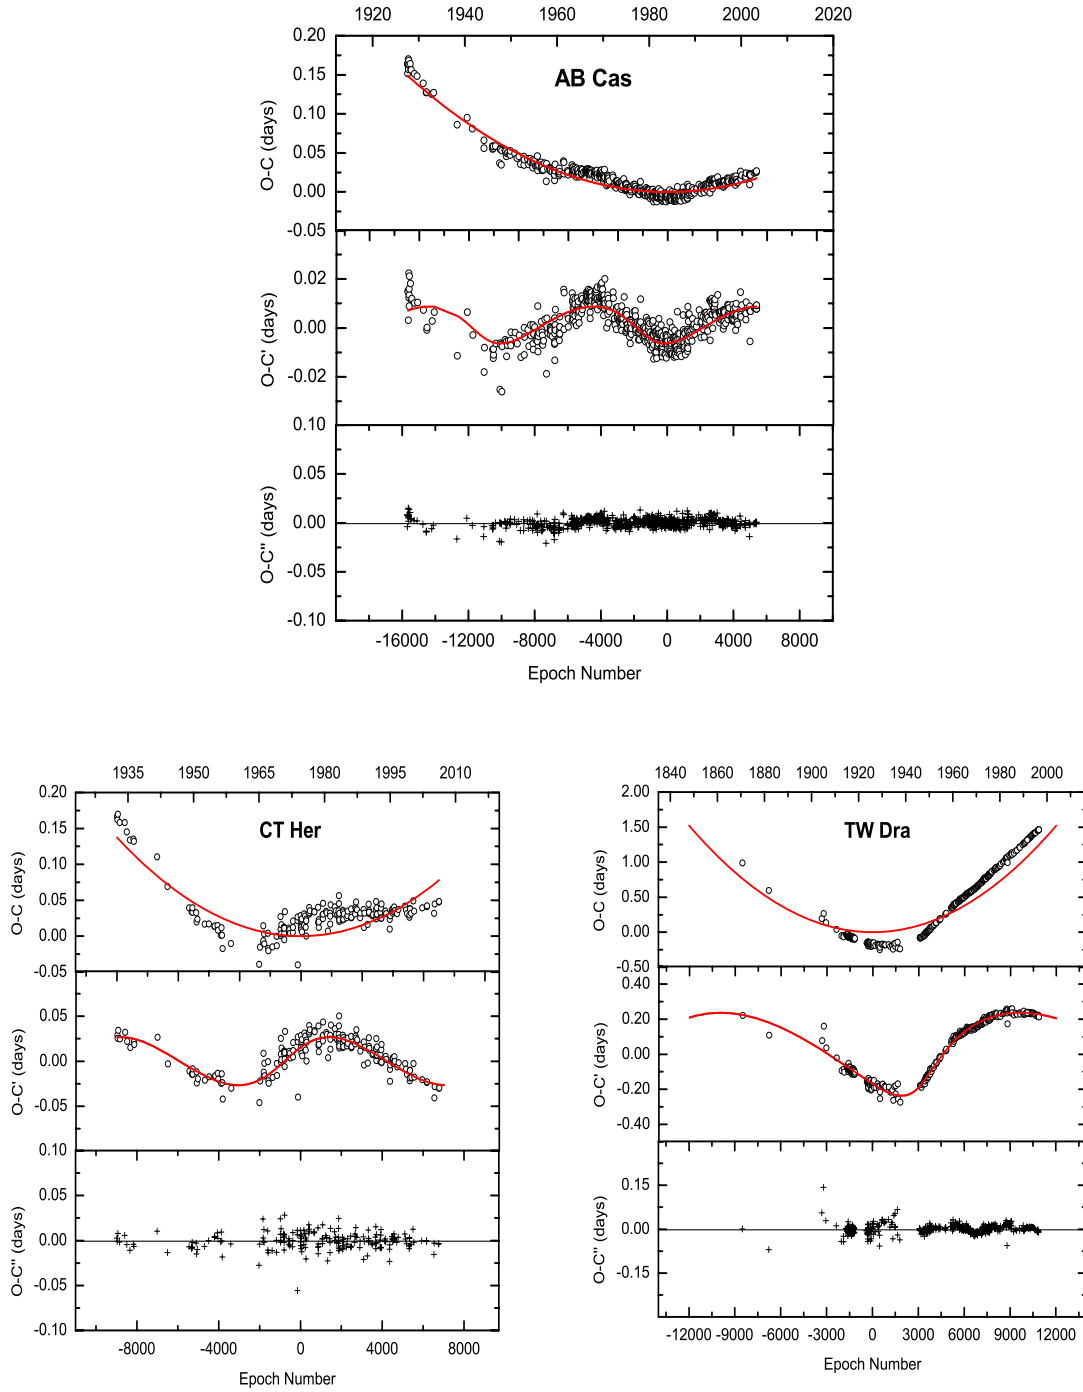 1920 1940 1960 1980 2000 2020
0.20
AB Cas
0.15
0.10
O-C (days)
0.05
0.00
-0.05
0.02
O-C' (days)
0.00
-0.02
0.10
0.05
O-C" (days)
0.00
-0.05
-0.10
-16000 -12000 -8000 -4000 0 4000 8000
Epoch Number
1935 1950 1965 1980 1995 2010
0.20
CT Her
0.15
0.10
O-C (days)
0.05
0.00
-0.05
0.05
O-C' (days)
0.00
-0.05
0.10
0.05
O-C" (days)
0.00
-0.05
-0.10
-8000 -4000 0 4000 8000
Epoch Number
1840 1860 1880 1900 1920 1940 1960 1980 2000
2.00
TW Dra
1.50
1.00
O-C (days)
0.50
0.00
-0.50
0.40
0.20
O-C' (days)
0.00
-0.20
-0.40
0.15
O-C" (days)
0.00
-0.15
-12000 -9000 -6000 -3000 0 3000 6000 9000 12000
Epoch Number